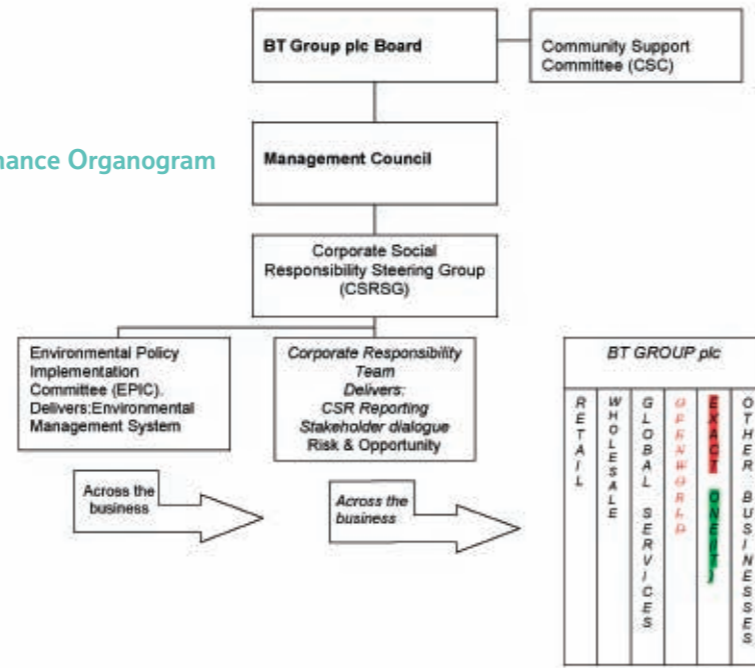 BT Group plc Board
Community Support
Committee (CSC)
nance Organogram
Management Council
Corporate Social
Responsibility Steering Group
(CSRSG)
Environmental Policy
Implementation
Committee (EPIC).
Delivers:Environmental
Management System
Corporate Responsibility
Team
Delivers:
CSR Reporting
Stakeholder dialogue
Risk & Opportunity
Across the
business
Across the
business
BT GROUP plc
RETAIL
WHOLESALE
GLOBAL SERVICES
OPENWORLD
EXACT ONE(IT)
OTHER BUSINESSES